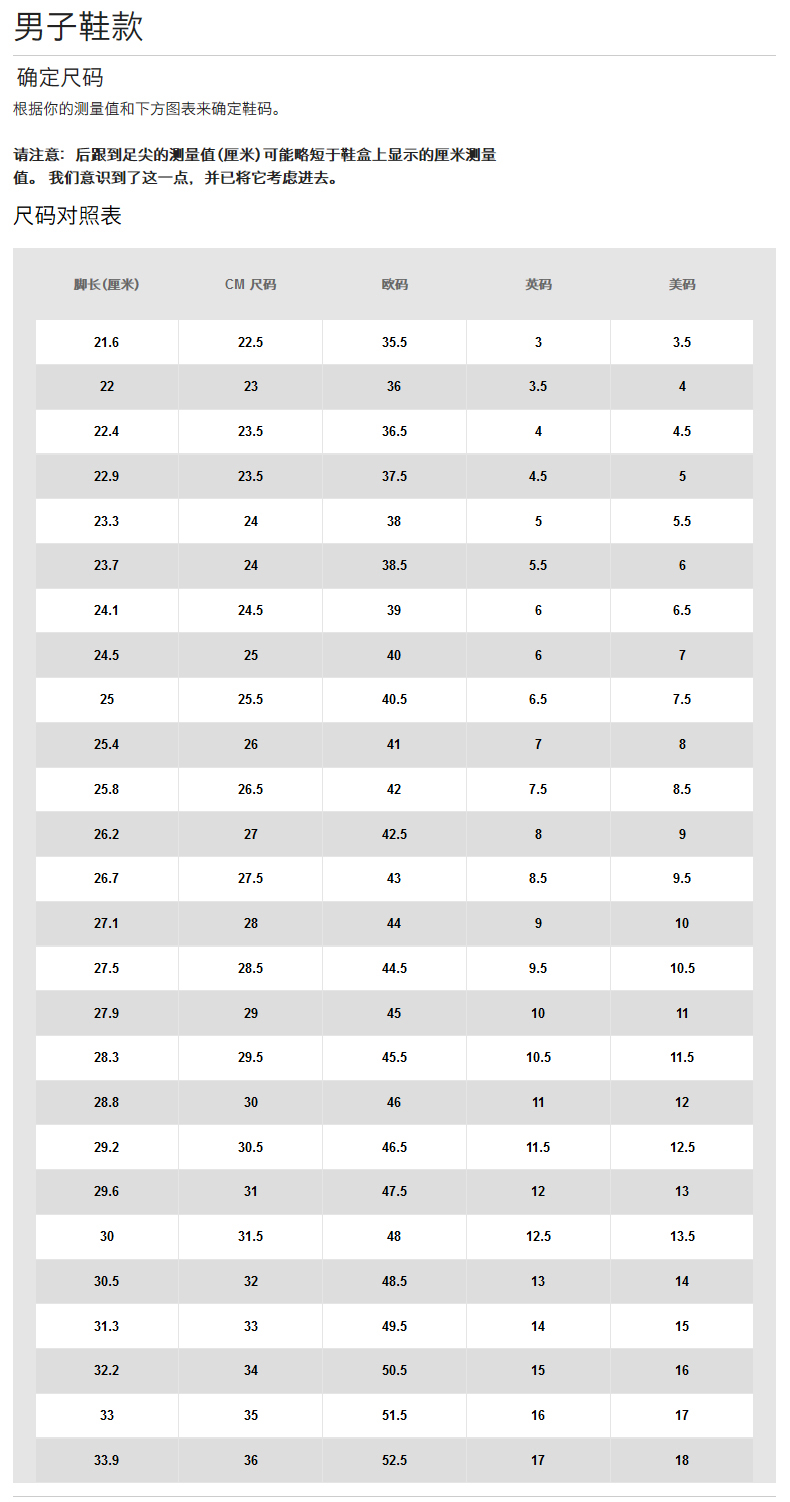 男子鞋款
确定尺码
根据你的测量值和下方图表来确定鞋码。
请注意: 后跟到足尖的测量值(厘米)可能略短于鞋盒上显示的厘米测量
值。 我们意识到了这一点，并已将它考虑进去。
尺码对照表
脚长(厘米) CM 尺码 欧码 英码 美码
21.6 22.5 35.5 3 3.5
22 23 36 3.5 4
22.4 23.5 36.5 4 4.5
22.9 23.5 37.5 4.5 5
23.3 24 38 5 5.5
23.7 24 38.5 5.5 6
24.1 24.5 39 6 6.5
24.5 25 40 6 7
25 25.5 40.5 6.5 7.5
25.4 26 41 7 8
25.8 26.5 42 7.5 8.5
26.2 27 42.5 8 9
26.7 27.5 43 8.5 9.5
27.1 28 44 9 10
27.5 28.5 44.5 9.5 10.5
27.9 29 45 10 11
28.3 29.5 45.5 10.5 11.5
28.8 30 46 11 12
29.2 30.5 46.5 11.5 12.5
29.6 31 47.5 12 13
30 31.5 48 12.5 13.5
30.5 32 48.5 13 14
31.3 33 49.5 14 15
32.2 34 50.5 15 16
33 35 51.5 16 17
33.9 36 52.5 17 18